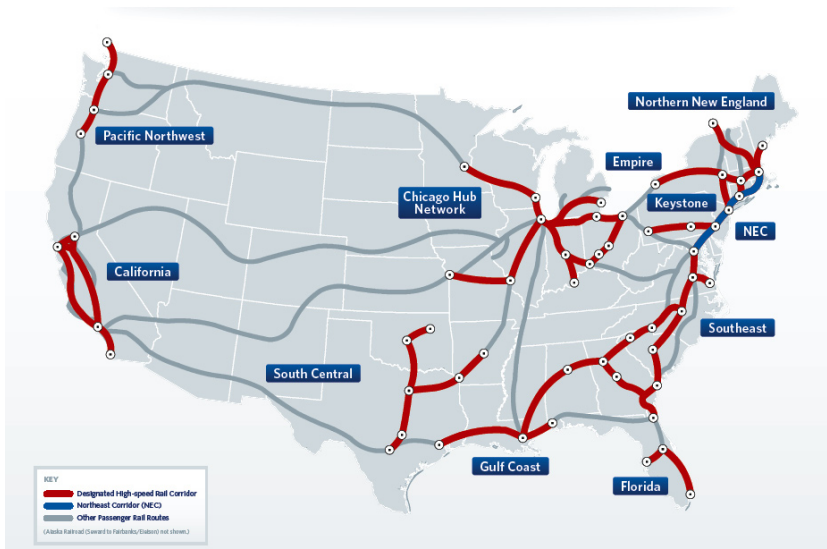 Northern New England
Pacific Northwest
Empire
Chicago Hub
Network
Keystone
NEC
California
Southeast
South Central
Gulf Coast
Florida
KEY
Designated High-speed Rail Corridor
Northeast Corridor (NEC)
Other Passenger Rail Routes
(Alaska Railroad (Seward to Fairbanks/Eielson) not shown.)